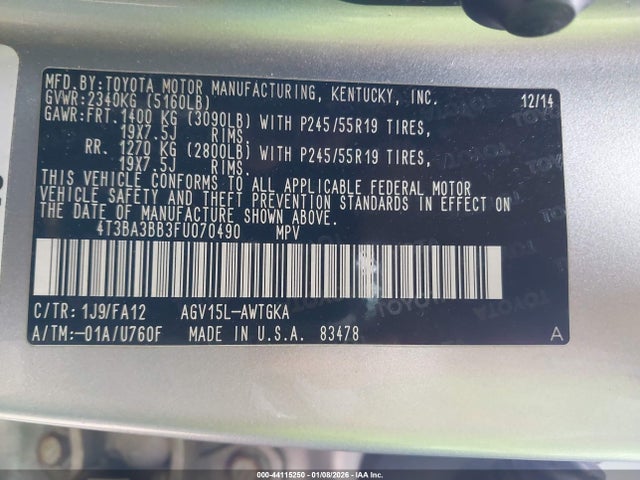 MFD.BY:TOYOTA MOTOR MANUFACTURING, KENTUCKY, INC. 12/14
GVWR:2340KG (5160LB)
GAWR:FRT.1400 KG (3090LB) WITH P245/55R19 TIRES,
19X7.5J RIMS.
RR. 1270 KG (2800LB) WITH P245/55R19 TIRES,
19X7.5J RIMS.
THIS VEHICLE CONFORMS TO ALL APPLICABLE FEDERAL MOTOR
VEHICLE SAFETY AND THEFT PREVENTION STANDARDS IN EFFECT ON
THE DATE OF MANUFACTURE SHOWN ABOVE.
4T3BA3BB3FU070490 MPV
C/TR: 1J9/FA12 AGV15L-AWTGKA
A/TM:-01A/U760F MADE IN U.S.A. 83478 A
000-44115250 - 01/08/2026 - IAA Inc.